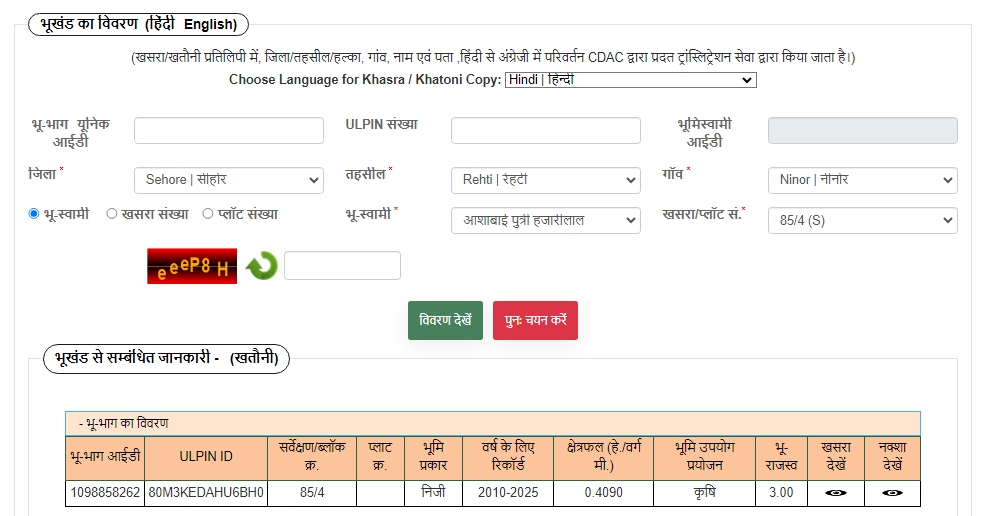 भूखंड का विवरण (हिंदी English)
(खसरा/खतौनी प्रतिलिपी में, जिला/तहसील/हल्का, गांव, नाम एवं पता ,हिंदी से अंग्रेजी में परिवर्तन CDAC द्वारा प्रदत ट्रांस्लिट्रेशन सेवा द्वारा किया जाता है।)
Choose Language for Khasra / Khatoni Copy: Hindi | हिन्दी
भू-भाग यूनिक आईडी ULPIN संख्या भूमिस्वामी आईडी
जिला * Sehore | सीहोर तहसील * Rehti | रेहटी गाँव * Ninor | नीनोर
भू-स्वामी खसरा संख्या प्लॉट संख्या भू-स्वामी * आशाबाई पुत्री हजारीलाल खसरा/प्लॉट सं.* 85/4 (S)
eeeP8 H
विवरण देखें पुनः चयन करें
भूखंड से सम्बंधित जानकारी - (खतौनी)
- भू-भाग का विवरण
भू-भाग आईडी ULPIN ID सर्वेक्षण/ब्लॉक क्र. प्लाट क्र. भूमि प्रकार वर्ष के लिए रिकॉर्ड क्षेत्रफल (हे./वर्ग मी.) भूमि उपयोग प्रयोजन भू-राजस्व खसरा देखें नक्शा देखें
1098858262 80M3KEDAHU6BH0 85/4 निजी 2010-2025 0.4090 कृषि 3.00